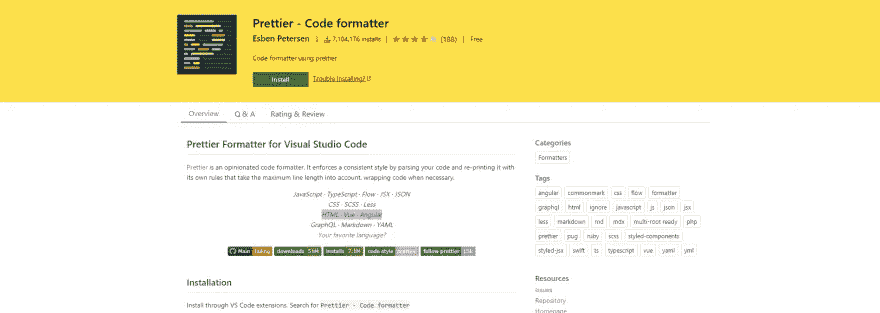 Prettier - Code formatter
Esben Petersen | 7,104,176 installs | (188) | Free
Code formatter using prettier
Install Trouble Installing?
Overview Q & A Rating & Review
Prettier Formatter for Visual Studio Code
Prettier is an opinionated code formatter. It enforces a consistent style by parsing your code and re-printing it with
its own rules that take the maximum line length into account, wrapping code when necessary.
JavaScript · TypeScript · Flow · JSX · JSON
CSS · SCSS · Less
HTML · Vue · Angular
GraphQL · Markdown · YAML
Your favorite language?
Main failing downloads installs code style prettier follow prettier
Installation
Install through VS Code extensions. Search for Prettier - Code formatter
Categories
Formatters
Tags
angular commonmark css flow formatter
graphql html ignore javascript js json jsx
less markdown md mdx multi-root ready php
prettier pug ruby scss styled-components
styled-jsx swift ts typescript vue yaml yml
Resources
Issues
Repository
Homepage